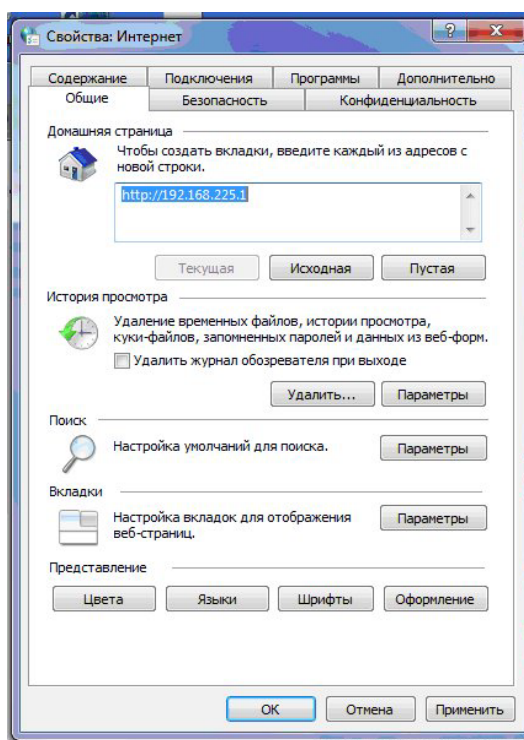 Свойства: Интернет
Содержание Подключения Программы Дополнительно
Общие Безопасность Конфиденциальность
Домашняя страница
Чтобы создать вкладки, введите каждый из адресов с
новой строки.
http://192.168.225.1
Текущая Исходная Пустая
История просмотра
Удаление временных файлов, истории просмотра,
куки-файлов, запомненных паролей и данных из веб-форм.
Удалить журнал обозревателя при выходе
Удалить... Параметры
Поиск
Настройка умолчаний для поиска. Параметры
Вкладки
Настройка вкладок для отображения
веб-страниц. Параметры
Представление
Цвета Языки Шрифты Оформление
ОК Отмена Применить